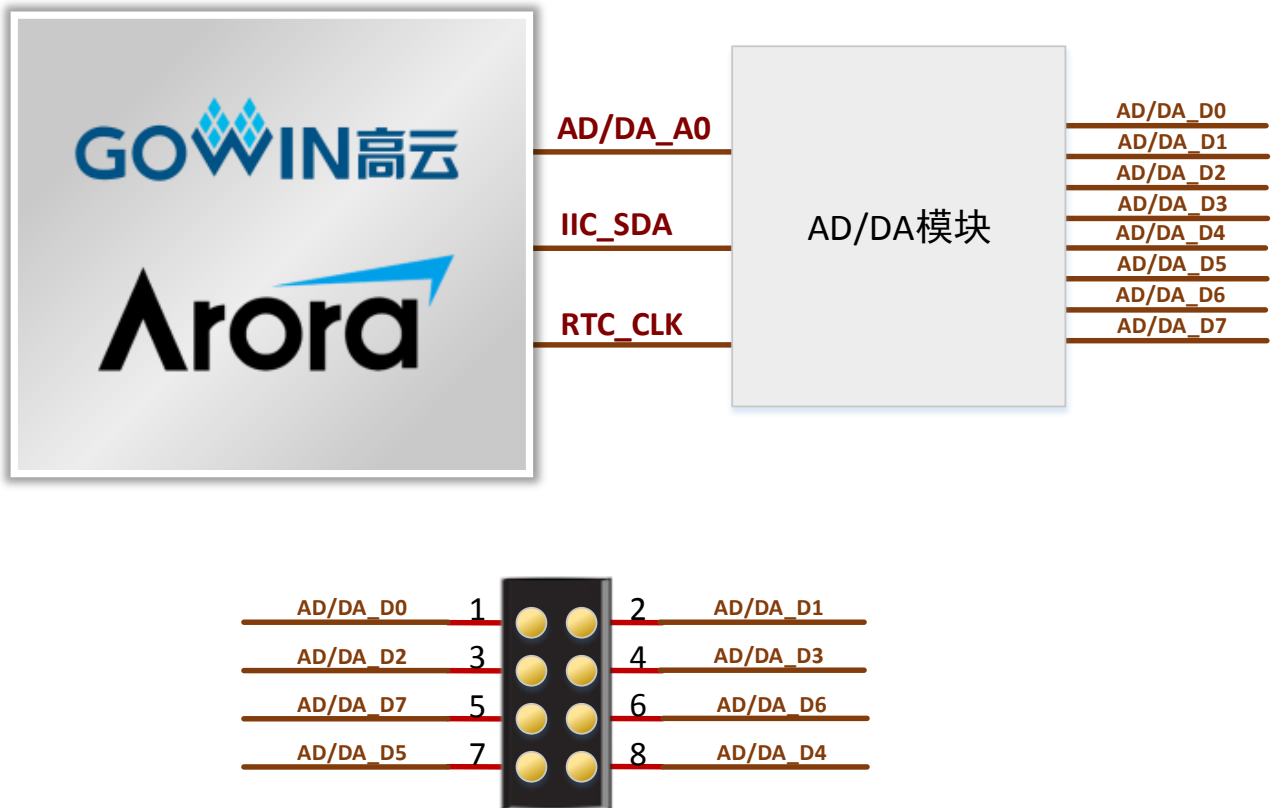 GOWIN高云
Arora
AD/DA_A0
IIC_SDA
RTC_CLK
AD/DA模块
AD/DA_D0
AD/DA_D1
AD/DA_D2
AD/DA_D3
AD/DA_D4
AD/DA_D5
AD/DA_D6
AD/DA_D7
AD/DA_D0 1 2 AD/DA_D1
AD/DA_D2 3 4 AD/DA_D3
AD/DA_D7 5 6 AD/DA_D6
AD/DA_D5 7 8 AD/DA_D4